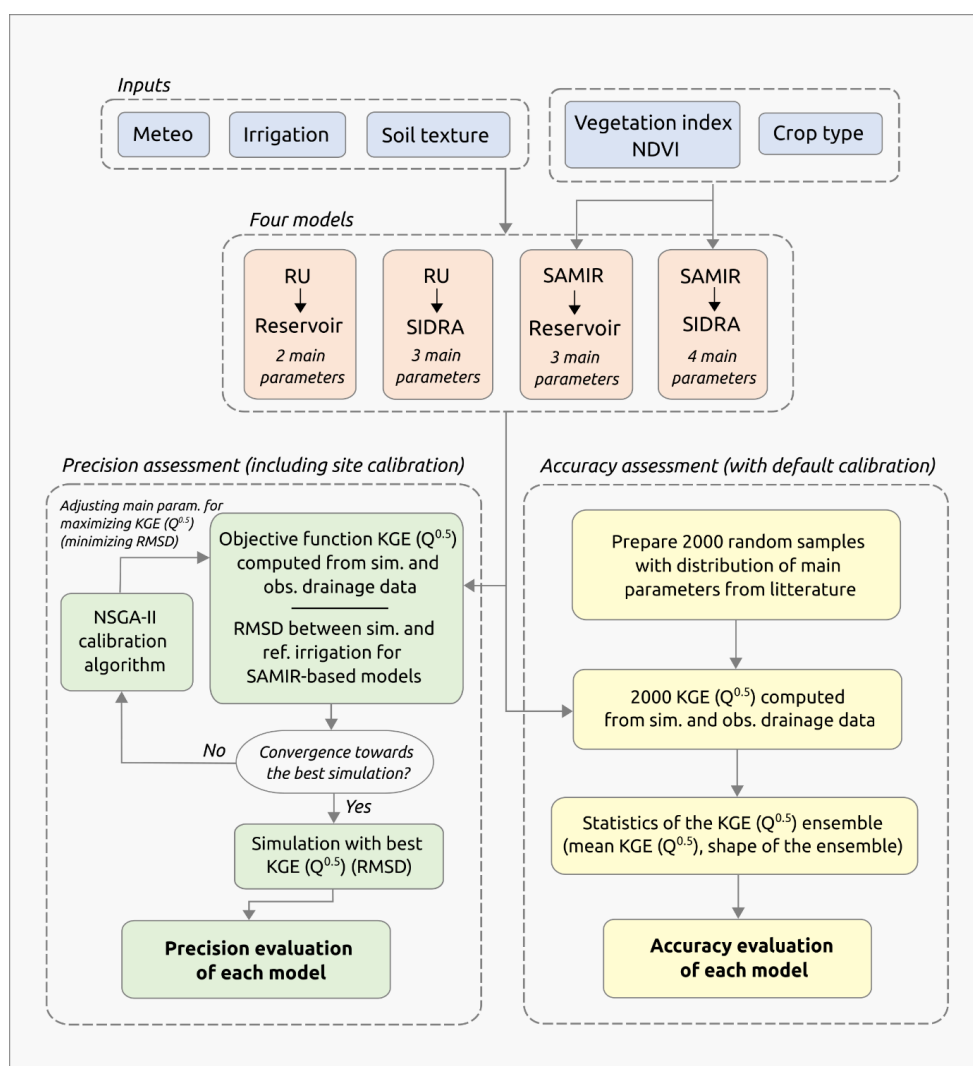 Inputs
Meteo
Irrigation
Soil texture
Vegetation index
NDVI
Crop type
Four models
RU
Reservoir
2 main
parameters
RU
SIDRA
3 main
parameters
SAMIR
Reservoir
3 main
parameters
SAMIR
SIDRA
4 main
parameters
Precision assessment (including site calibration)
Adjusting main param. for
maximizing KGE (Q^0.5)
(minimizing RMSD)
Objective function KGE (Q^0.5)
computed from sim. and
obs. drainage data
RMSD between sim. and
ref. irrigation for
SAMIR-based models
NSGA-II
calibration
algorithm
No
Convergence towards
the best simulation?
Yes
Simulation with best
KGE (Q^0.5) (RMSD)
Precision evaluation
of each model
Accuracy assessment (with default calibration)
Prepare 2000 random samples
with distribution of main
parameters from litterature
2000 KGE (Q^0.5) computed
from sim. and obs. drainage data
Statistics of the KGE (Q^0.5) ensemble
(mean KGE (Q^0.5), shape of the ensemble)
Accuracy evaluation
of each model